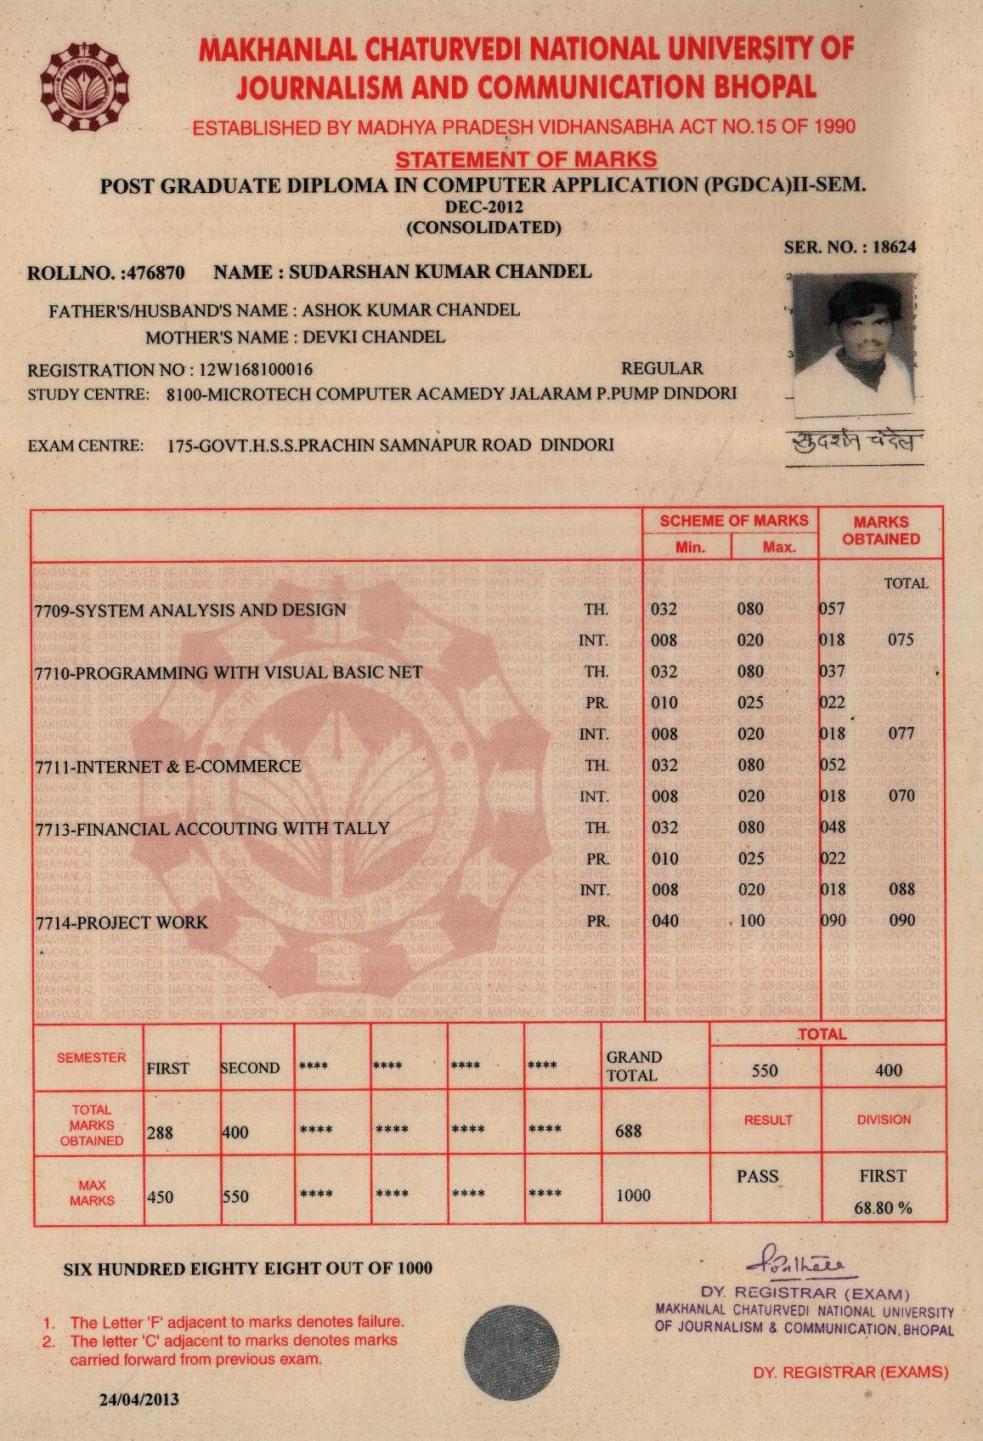 MAKHANLAL CHATURVEDI NATIONAL UNIVERSITY OF
JOURNALISM AND COMMUNICATION BHOPAL
ESTABLISHED BY MADHYA PRADESH VIDHANSABHA ACT NO.15 OF 1990
STATEMENT OF MARKS
POST GRADUATE DIPLOMA IN COMPUTER APPLICATION (PGDCA)II-SEM.
DEC-2012
(CONSOLIDATED)
SER. NO. : 18624
ROLLNO. :476870 NAME : SUDARSHAN KUMAR CHANDEL
FATHER'S/HUSBAND'S NAME : ASHOK KUMAR CHANDEL
MOTHER'S NAME : DEVKI CHANDEL
REGISTRATION NO : 12W168100016 REGULAR
STUDY CENTRE: 8100-MICROTECH COMPUTER ACAMEDY JALARAM P.PUMP DINDORI
सुदर्शन चंदेल
EXAM CENTRE: 175-GOVT.H.S.S.PRACHIN SAMNAPUR ROAD DINDORI
SCHEME OF MARKS MARKS OBTAINED
Min. Max.
TOTAL
7709-SYSTEM ANALYSIS AND DESIGN TH. 032 080 057
INT. 008 020 018 075
7710-PROGRAMMING WITH VISUAL BASIC NET TH. 032 080 037
PR. 010 025 022
INT. 008 020 018 077
7711-INTERNET & E-COMMERCE TH. 032 080 052
INT. 008 020 018 070
7713-FINANCIAL ACCOUTING WITH TALLY TH. 032 080 048
PR. 010 025 022
INT. 008 020 018 088
7714-PROJECT WORK PR. 040 100 090 090
TOTAL
SEMESTER FIRST SECOND **** **** **** **** GRAND TOTAL 550 400
TOTAL MARKS OBTAINED 288 400 **** **** **** **** 688 RESULT DIVISION
MAX MARKS 450 550 **** **** **** **** 1000 PASS FIRST
68.80 %
SIX HUNDRED EIGHTY EIGHT OUT OF 1000
DY. REGISTRAR (EXAM)
MAKHANLAL CHATURVEDI NATIONAL UNIVERSITY
OF JOURNALISM & COMMUNICATION, BHOPAL
1. The Letter 'F' adjacent to marks denotes failure.
2. The letter 'C' adjacent to marks denotes marks
carried forward from previous exam.
DY. REGISTRAR (EXAMS)
24/04/2013